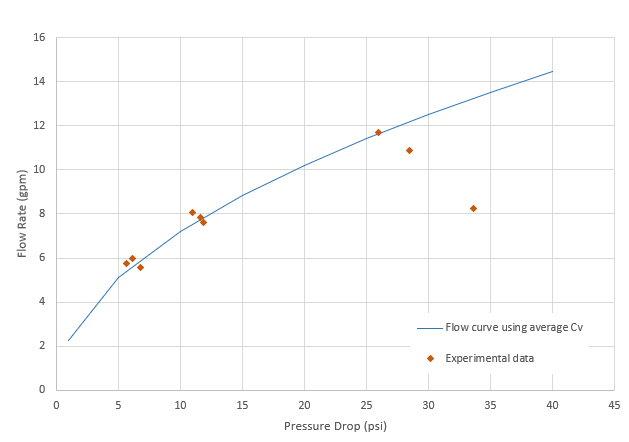 16
14
12
10
8
6
4
2
0
Flow Rate (gpm)
Flow curve using average Cv
Experimental data
0 5 10 15 20 25 30 35 40 45
Pressure Drop (psi)